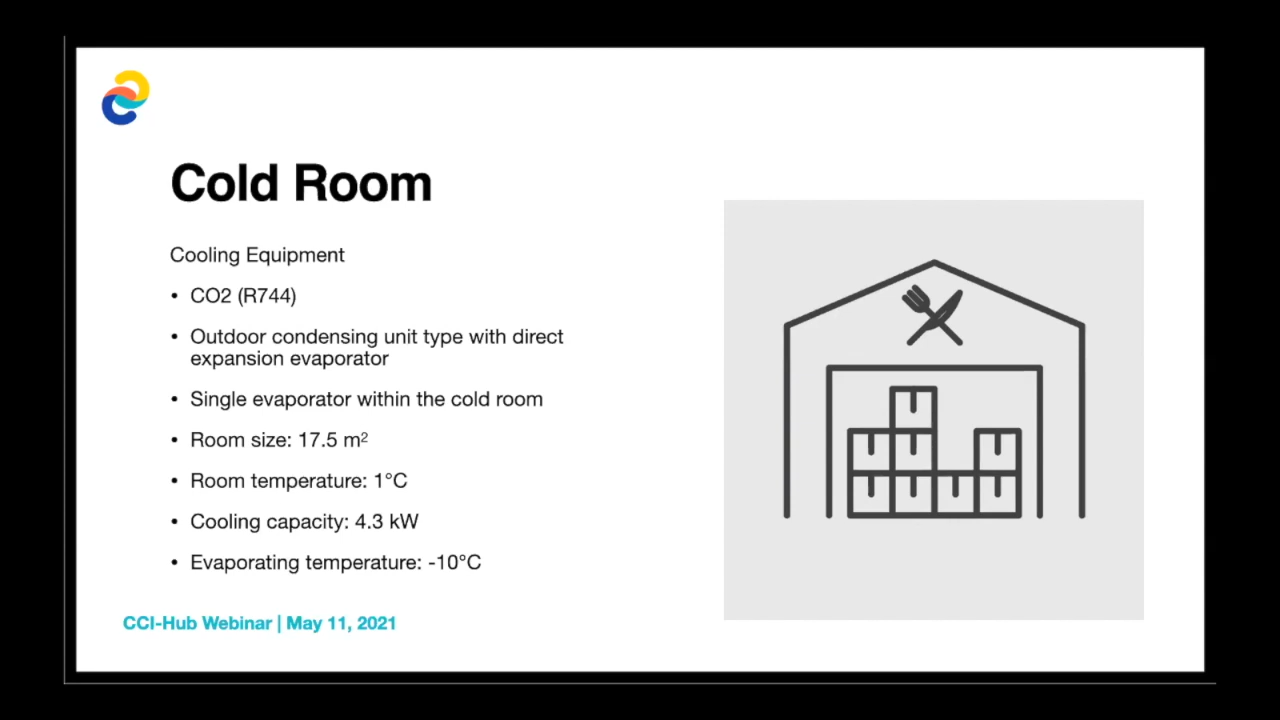 Cold Room
Cooling Equipment
• CO2 (R744)
• Outdoor condensing unit type with direct
expansion evaporator
• Single evaporator within the cold room
• Room size: 17.5 m²
• Room temperature: 1°C
• Cooling capacity: 4.3 kW
• Evaporating temperature: -10°C
CCI-Hub Webinar | May 11, 2021